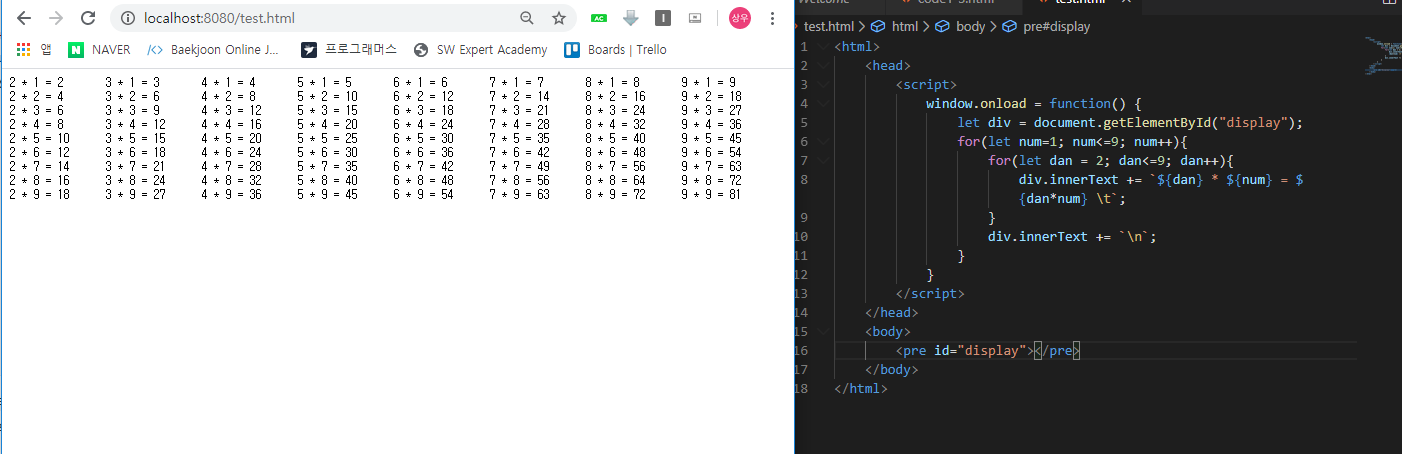 localhost:8080/test.html
AC
I
상우
앱 NAVER Baekjoon Online J... 프로그래머스 SW Expert Academy Boards | Trello
2 * 1 = 2 3 * 1 = 3 4 * 1 = 4 5 * 1 = 5 6 * 1 = 6 7 * 1 = 7 8 * 1 = 8 9 * 1 = 9
2 * 2 = 4 3 * 2 = 6 4 * 2 = 8 5 * 2 = 10 6 * 2 = 12 7 * 2 = 14 8 * 2 = 16 9 * 2 = 18
2 * 3 = 6 3 * 3 = 9 4 * 3 = 12 5 * 3 = 15 6 * 3 = 18 7 * 3 = 21 8 * 3 = 24 9 * 3 = 27
2 * 4 = 8 3 * 4 = 12 4 * 4 = 16 5 * 4 = 20 6 * 4 = 24 7 * 4 = 28 8 * 4 = 32 9 * 4 = 36
2 * 5 = 10 3 * 5 = 15 4 * 5 = 20 5 * 5 = 25 6 * 5 = 30 7 * 5 = 35 8 * 5 = 40 9 * 5 = 45
2 * 6 = 12 3 * 6 = 18 4 * 6 = 24 5 * 6 = 30 6 * 6 = 36 7 * 6 = 42 8 * 6 = 48 9 * 6 = 54
2 * 7 = 14 3 * 7 = 21 4 * 7 = 28 5 * 7 = 35 6 * 7 = 42 7 * 7 = 49 8 * 7 = 56 9 * 7 = 63
2 * 8 = 16 3 * 8 = 24 4 * 8 = 32 5 * 8 = 40 6 * 8 = 48 7 * 8 = 56 8 * 8 = 64 9 * 8 = 72
2 * 9 = 18 3 * 9 = 27 4 * 9 = 36 5 * 9 = 45 6 * 9 = 54 7 * 9 = 63 8 * 9 = 72 9 * 9 = 81
test.html > html > body > pre#display
1 <html>
2 <head>
3 <script>
4 window.onload = function() {
5 let div = document.getElementById("display");
6 for(let num=1; num<=9; num++){
7 for(let dan = 2; dan<=9; dan++){
8 div.innerText += `${dan} * ${num} = $
{dan*num} \t`;
9 }
10 div.innerText += `\n`;
11 }
12 }
13 </script>
14 </head>
15 <body>
16 <pre id="display"></pre>
17 </body>
18 </html>